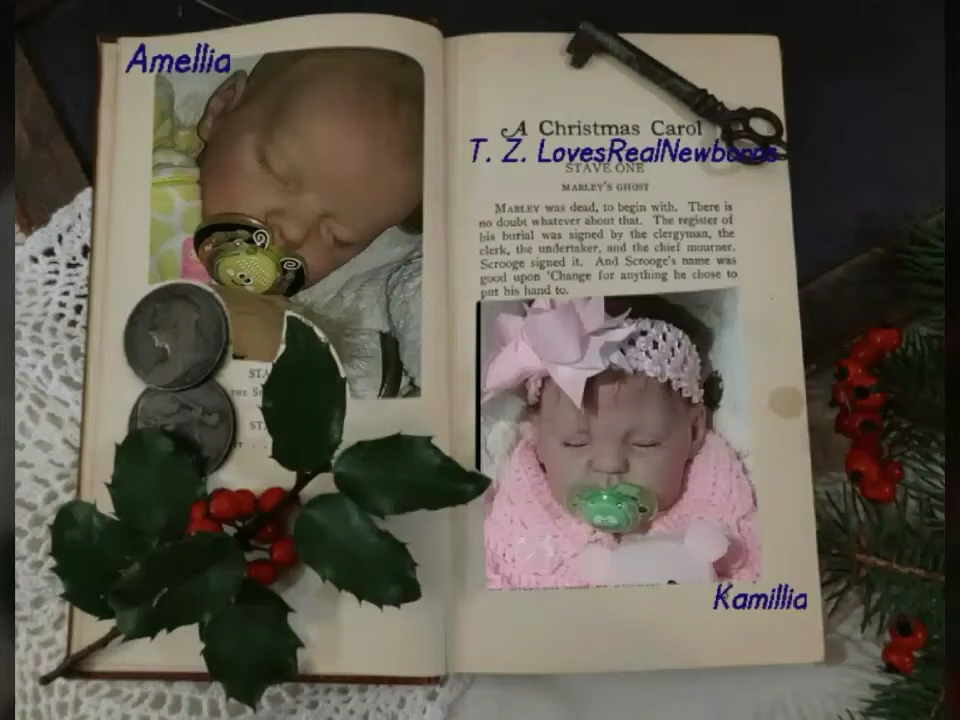 Amellia
A Christmas Carol
T. Z. LovesRealNewborns
STAVE ONE
MARLEY'S GHOST
MARLEY was dead, to begin with. There is
no doubt whatever about that. The register of
his burial was signed by the clergyman, the
clerk, the undertaker, and the chief mourner.
Scrooge signed it. And Scrooge's name was
good upon 'Change for anything he chose to
put his hand to.
Kamillia